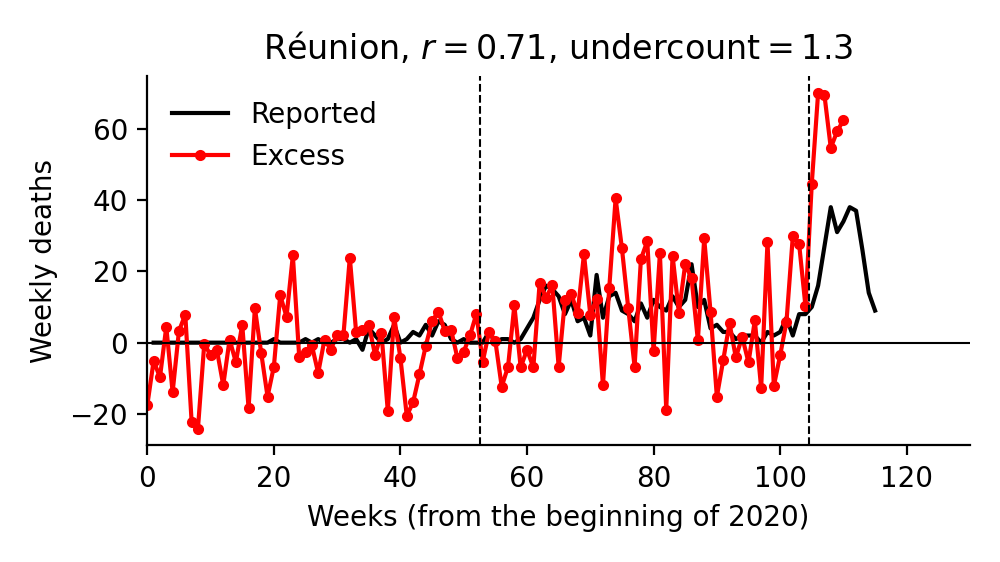 Réunion, r = 0.71, undercount = 1.3
Reported
Excess
Weekly deaths
60
40
20
0
−20
0 20 40 60 80 100 120
Weeks (from the beginning of 2020)